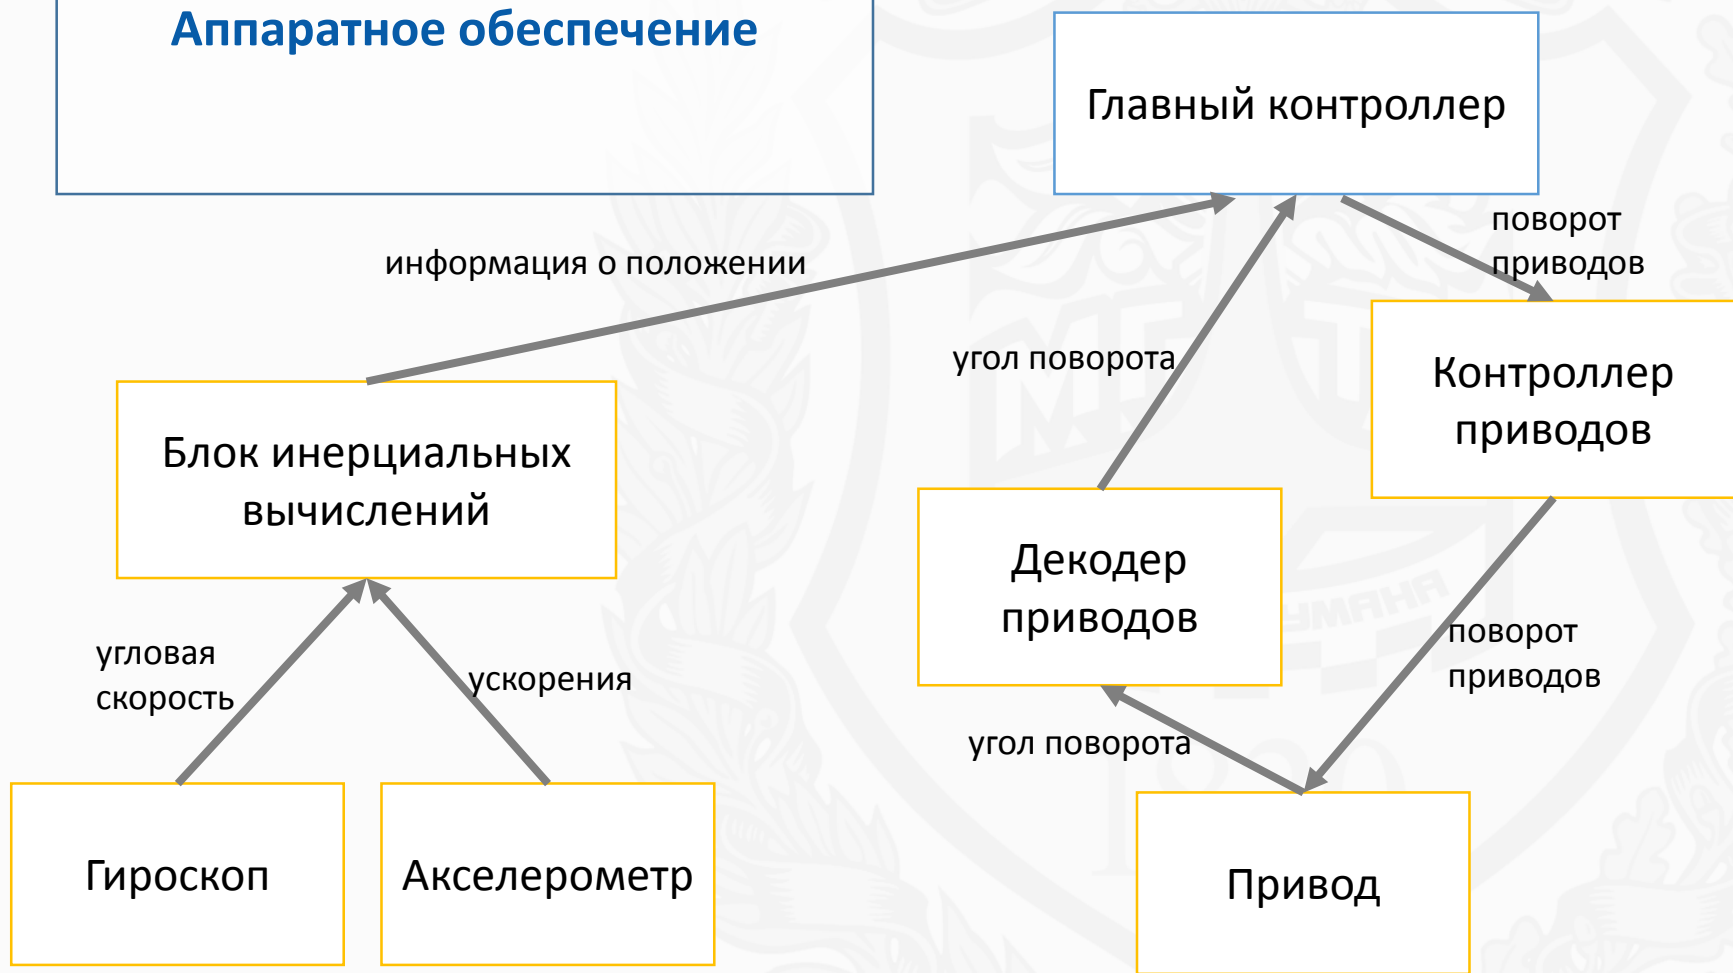 Аппаратное обеспечение
Главный контроллер
поворот
приводов
информация о положении
угол поворота
Контроллер
приводов
Блок инерциальных
вычислений
Декодер
приводов
угловая
скорость
ускорения
поворот
приводов
угол поворота
Гироскоп
Акселерометр
Привод